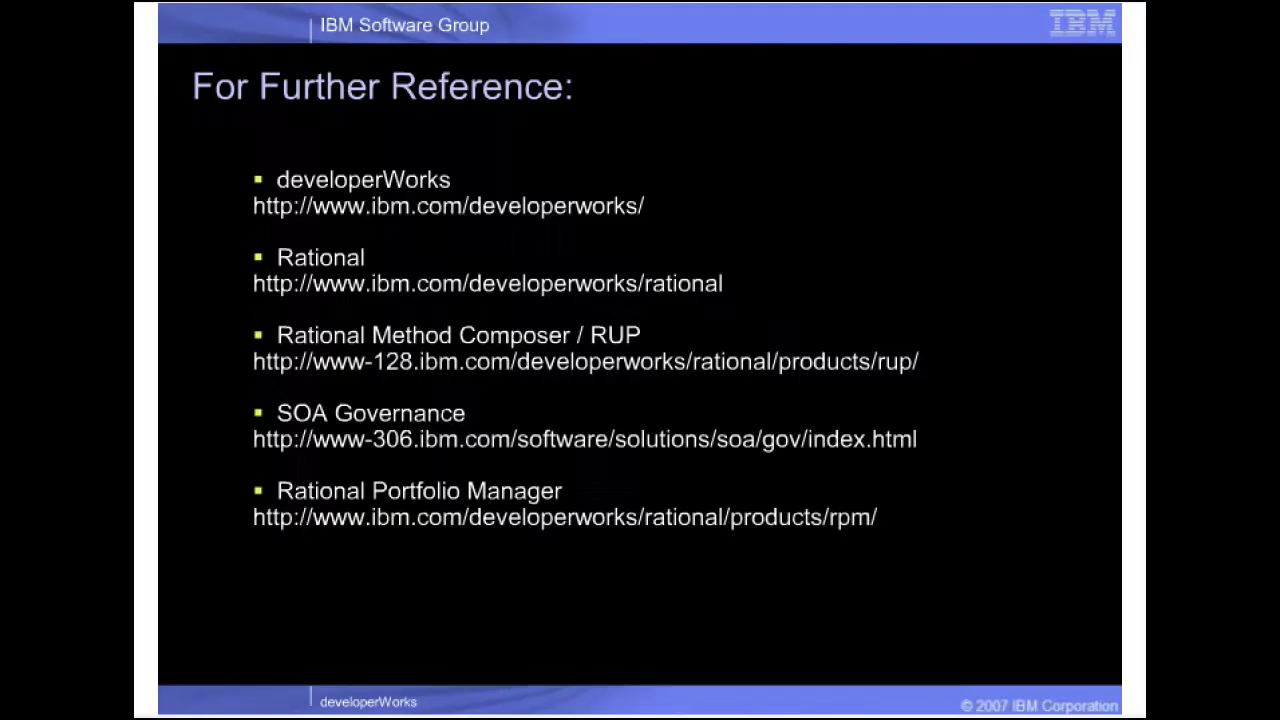 IBM Software Group
IBM
For Further Reference:
▪ developerWorks
http://www.ibm.com/developerworks/
▪ Rational
http://www.ibm.com/developerworks/rational
▪ Rational Method Composer / RUP
http://www-128.ibm.com/developerworks/rational/products/rup/
▪ SOA Governance
http://www-306.ibm.com/software/solutions/soa/gov/index.html
▪ Rational Portfolio Manager
http://www.ibm.com/developerworks/rational/products/rpm/
developerWorks
© 2007 IBM Corporation